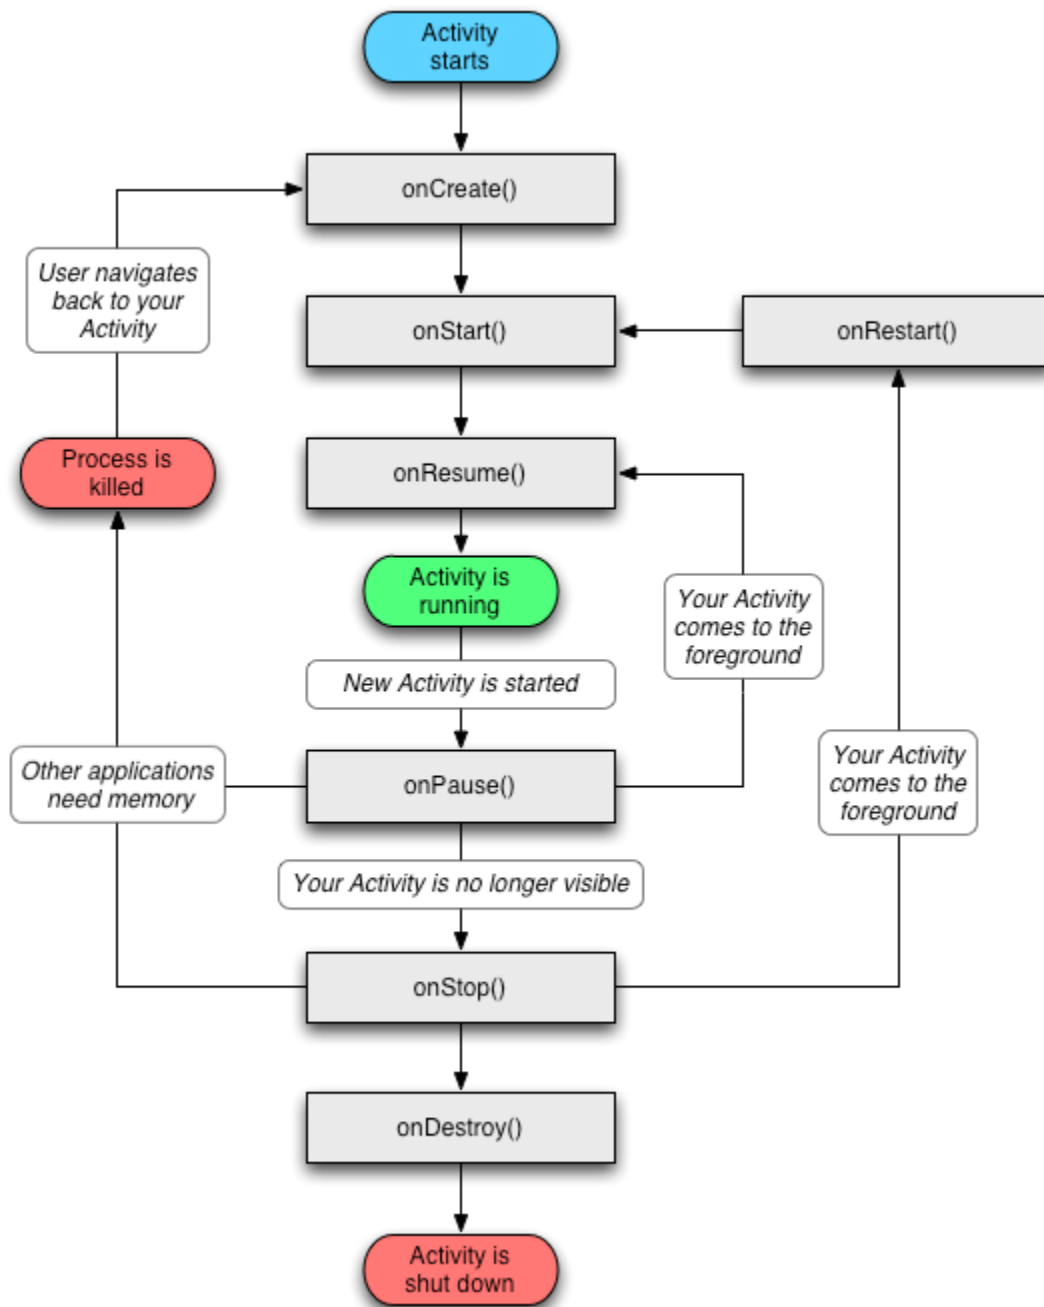 Activity
starts
onCreate()
User navigates
back to your
Activity
onStart()
onRestart()
Process is
killed
onResume()
Activity is
running
Your Activity
comes to the
foreground
New Activity is started
Other applications
need memory
onPause()
Your Activity
comes to the
foreground
Your Activity is no longer visible
onStop()
onDestroy()
Activity is
shut down